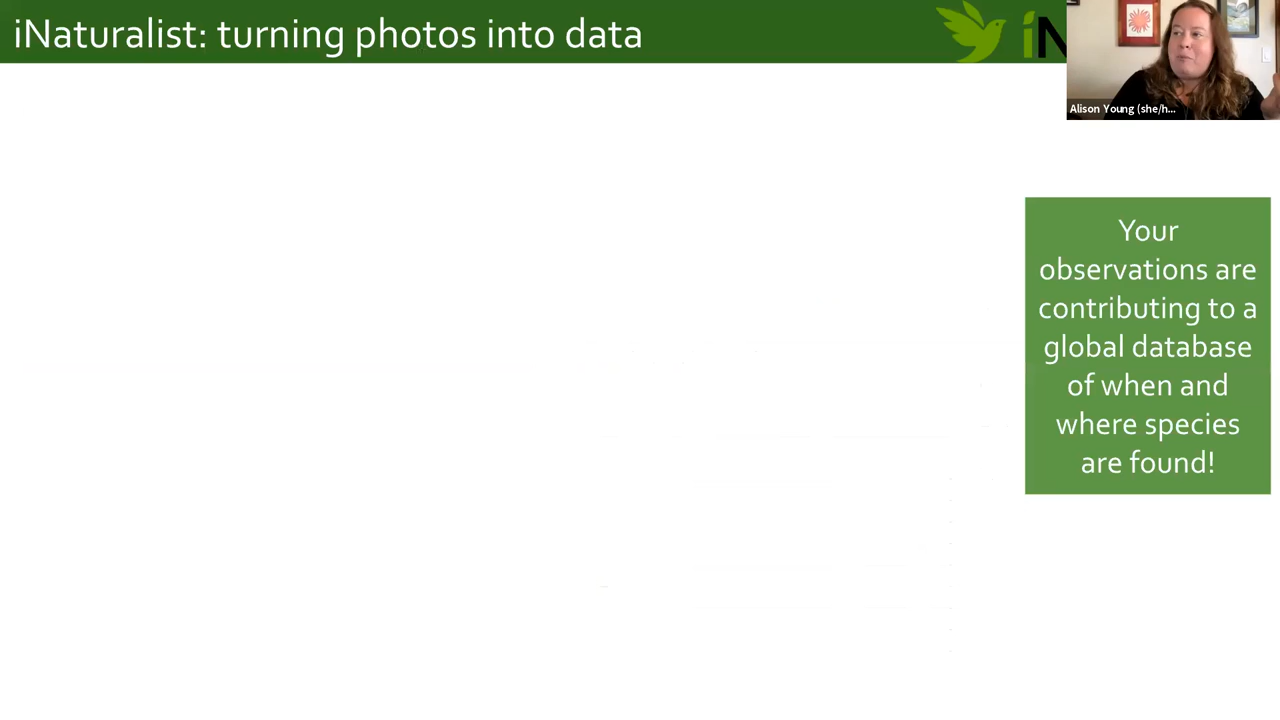 iNaturalist: turning photos into data
iN
Alison Young (she/h...
Your
observations are
contributing to a
global database
of when and
where species
are found!